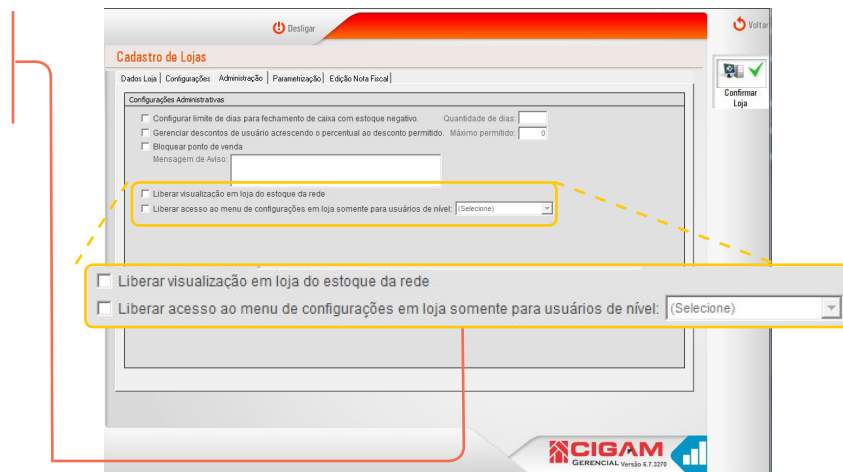 Desligar
Voltar
Cadastro de Lojas
Dados Loja | Configurações | Administração | Parametrização | Edição Nota Fiscal
Confirmar
Loja
Configurações Administrativas
Configurar limite de dias para fechamento de caixa com estoque negativo. Quantidade de dias:
Gerenciar descontos de usuário acrescendo o percentual ao desconto permitido. Máximo permitido: 0
Bloquear ponto de venda
Mensagem de Aviso:
Liberar visualização em loja do estoque da rede
Liberar acesso ao menu de configurações em loja somente para usuários de nível: (Selecione)
Liberar visualização em loja do estoque da rede
Liberar acesso ao menu de configurações em loja somente para usuários de nível: (Selecione)
CIGAM
GERENCIAL Versão 6.7.3270